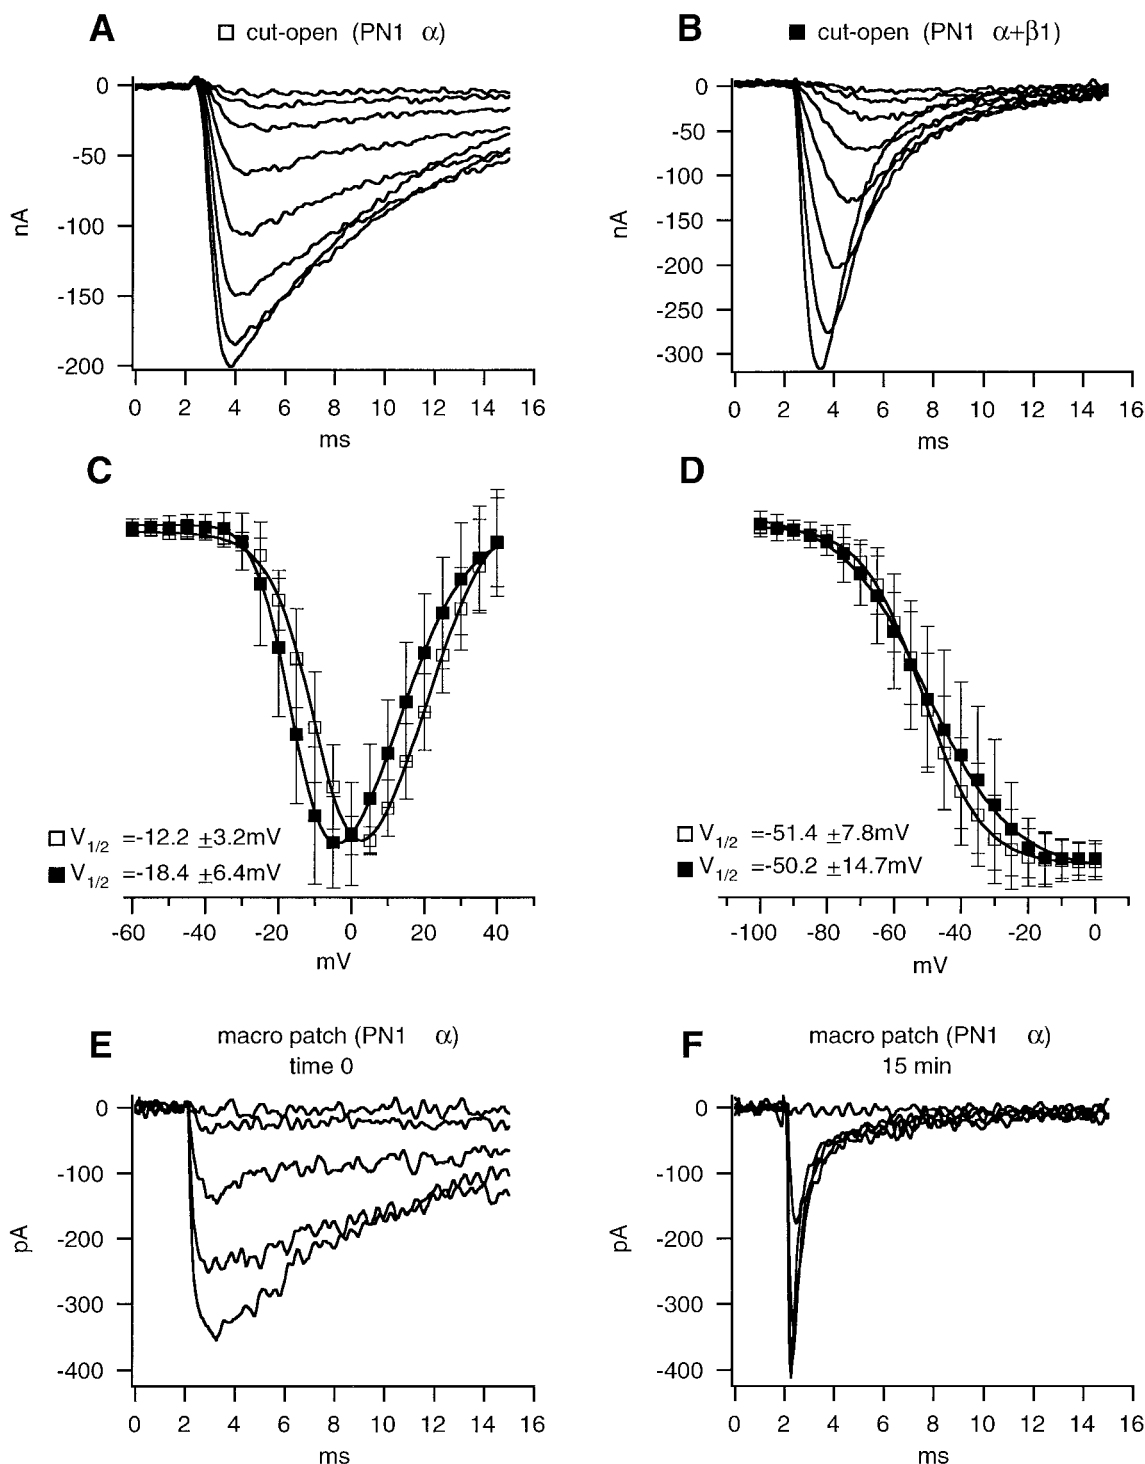 A
□ cut-open (PN1 α)
B
■ cut-open (PN1 α+β1)
0
-50
-100
-150
-200
nA
0 2 4 6 8 10 12 14 16
ms
0
-50
-100
-150
-200
-250
-300
nA
0 2 4 6 8 10 12 14 16
ms
C
□ V1/2 =-12.2 ±3.2mV
■ V1/2 =-18.4 ±6.4mV
-60 -40 -20 0 20 40
mV
D
□ V1/2 =-51.4 ±7.8mV
■ V1/2 =-50.2 ±14.7mV
-100 -80 -60 -40 -20 0
mV
E
macro patch (PN1 α)
time 0
0
-100
-200
-300
-400
pA
0 2 4 6 8 10 12 14 16
ms
F
macro patch (PN1 α)
15 min
0
-100
-200
-300
-400
pA
0 2 4 6 8 10 12 14 16
ms